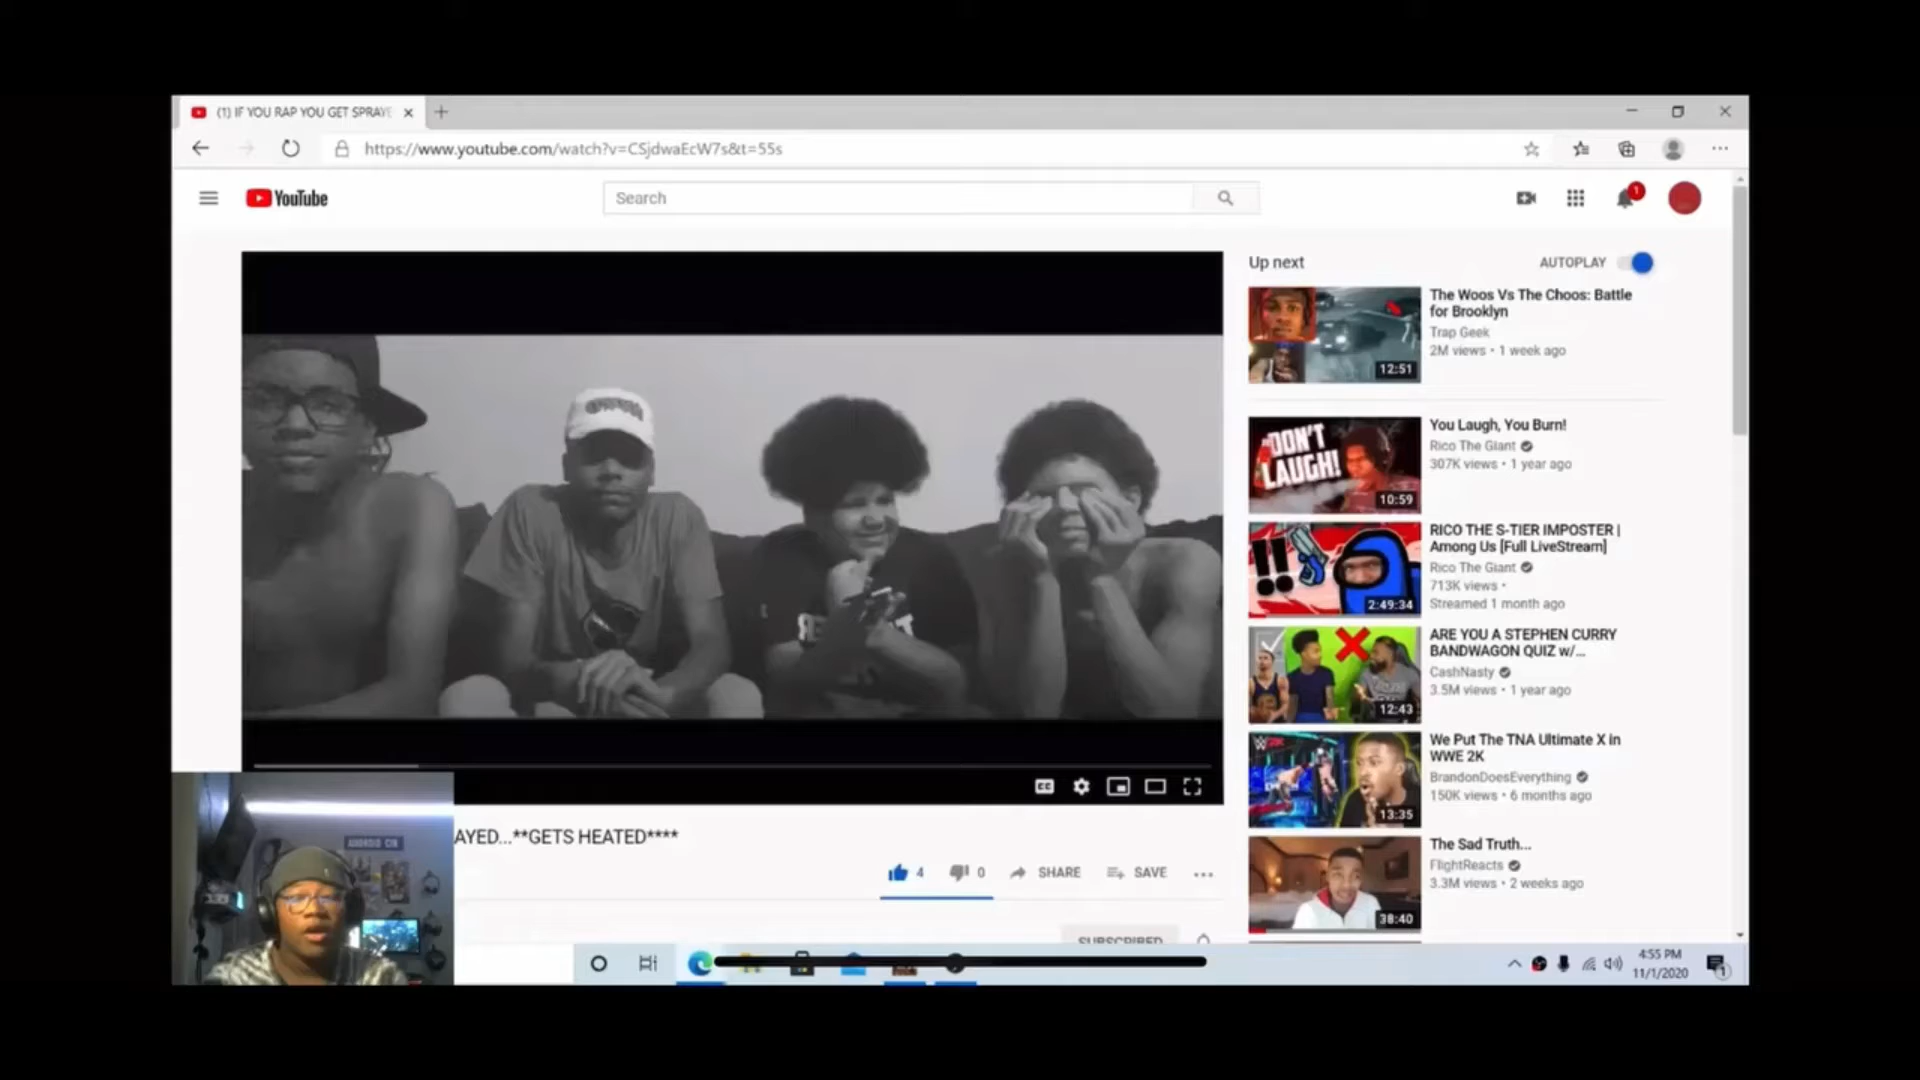 (1) IF YOU RAP YOU GET SPRAYE
https://www.youtube.com/watch?v=CSjdwaEcW7s&t=55s
YouTube
Search
1
Up next
AUTOPLAY
The Woos Vs The Choos: Battle
for Brooklyn
Trap Geek
2M views • 1 week ago
12:51
DON'T
LAUGH!
10:59
You Laugh, You Burn!
Rico The Giant
307K views • 1 year ago
!!
2:49:34
RICO THE S-TIER IMPOSTER |
Among Us [Full LiveStream]
Rico The Giant
713K views •
Streamed 1 month ago
12:43
ARE YOU A STEPHEN CURRY
BANDWAGON QUIZ w/...
CashNasty
3.5M views • 1 year ago
13:35
We Put The TNA Ultimate X in
WWE 2K
BrandonDoesEverything
150K views • 6 months ago
38:40
The Sad Truth...
FlightReacts
3.3M views • 2 weeks ago
CC
AYED...**GETS HEATED****
4
0
SHARE
SAVE
SUBSCRIBED
4:55 PM
11/1/2020
1